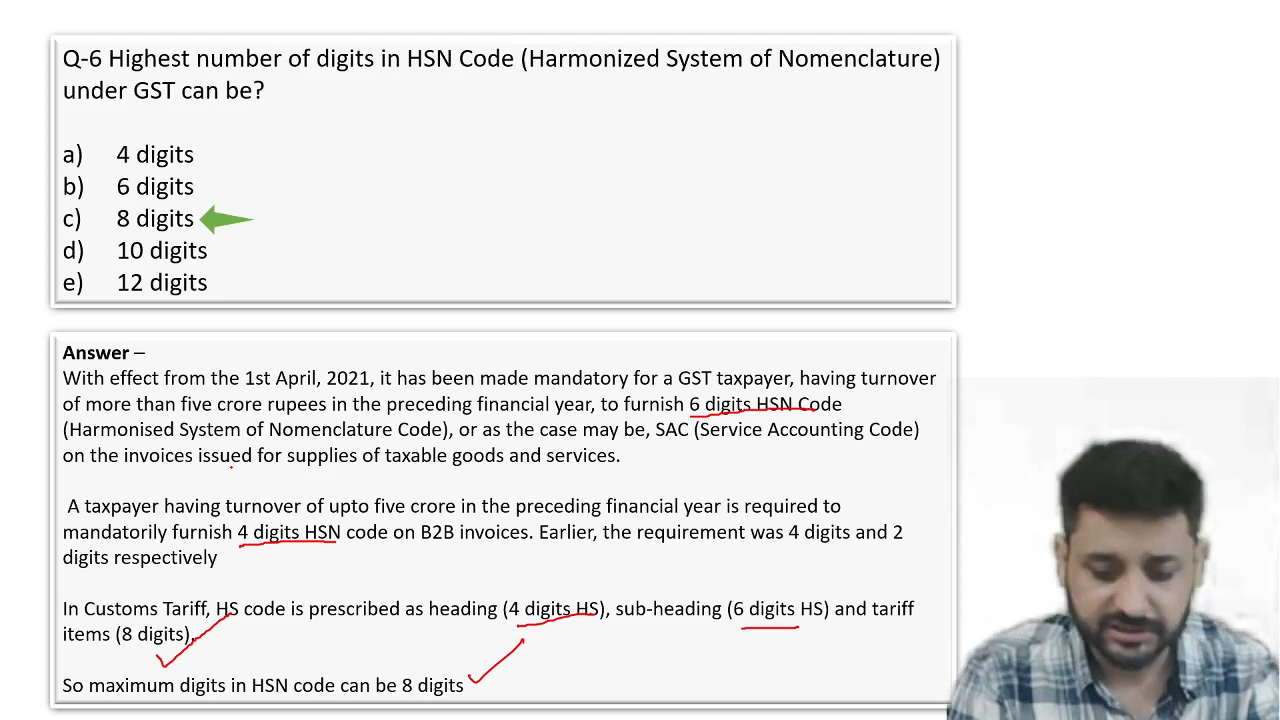 Q-6 Highest number of digits in HSN Code (Harmonized System of Nomenclature)
under GST can be?
a) 4 digits
b) 6 digits
c) 8 digits
d) 10 digits
e) 12 digits
Answer –
With effect from the 1st April, 2021, it has been made mandatory for a GST taxpayer, having turnover
of more than five crore rupees in the preceding financial year, to furnish 6 digits HSN Code
(Harmonised System of Nomenclature Code), or as the case may be, SAC (Service Accounting Code)
on the invoices issued for supplies of taxable goods and services.
A taxpayer having turnover of upto five crore in the preceding financial year is required to
mandatorily furnish 4 digits HSN code on B2B invoices. Earlier, the requirement was 4 digits and 2
digits respectively
In Customs Tariff, HS code is prescribed as heading (4 digits HS), sub-heading (6 digits HS) and tariff
items (8 digits).
So maximum digits in HSN code can be 8 digits